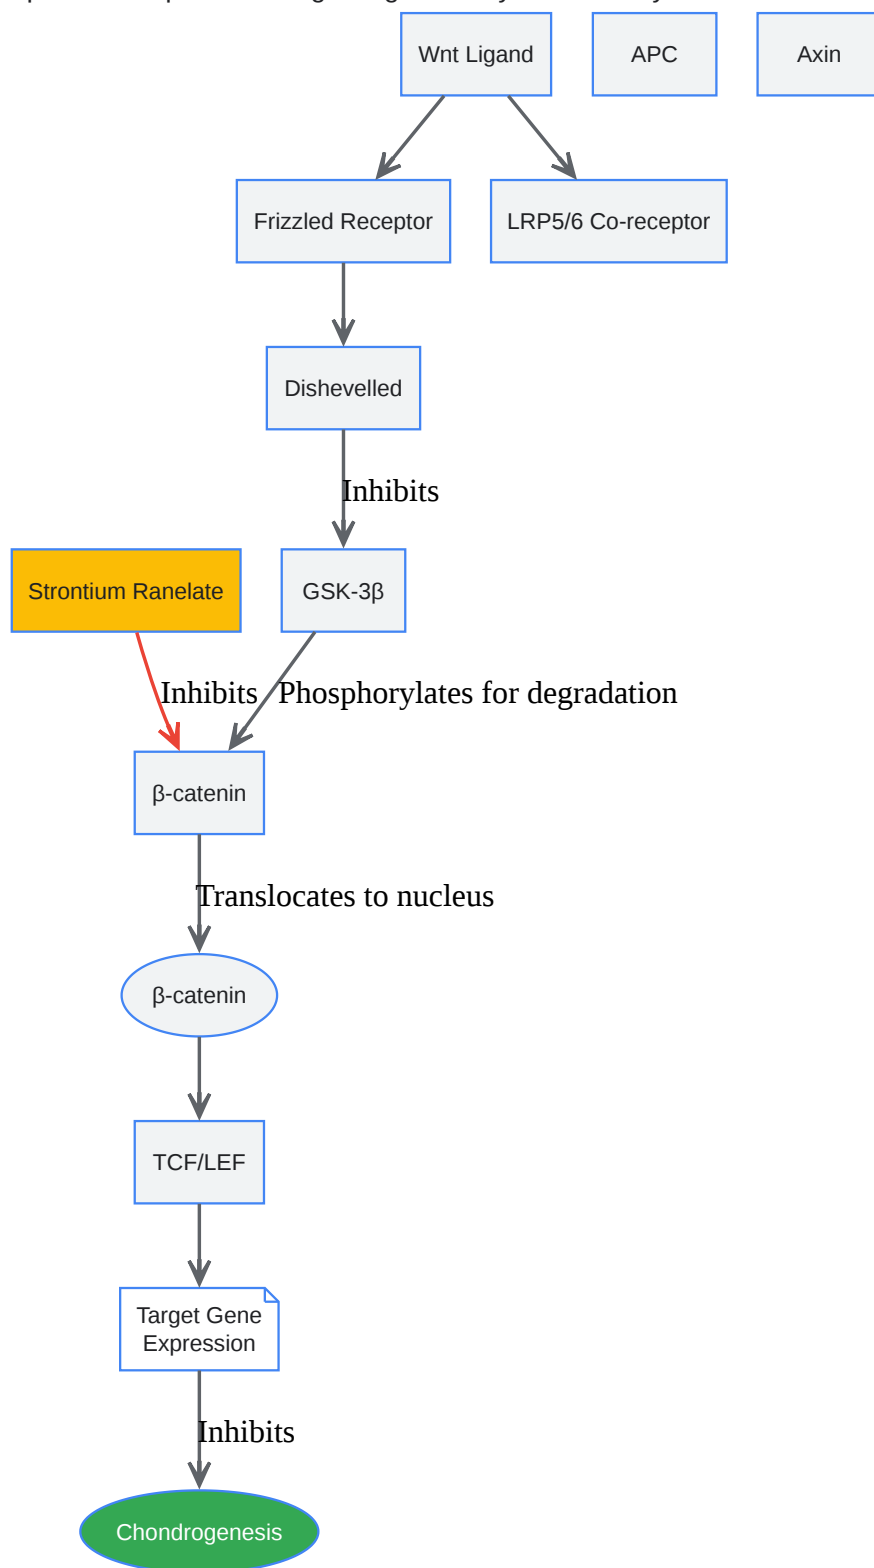 Wnt Ligand
APC
Axin
Frizzled Receptor
LRP5/6 Co-receptor
Dishevelled
Inhibits
Strontium Ranelate
GSK-3β
Inhibits
Phosphorylates for degradation
β-catenin
Translocates to nucleus
β-catenin
TCF/LEF
Target Gene
Expression
Inhibits
Chondrogenesis